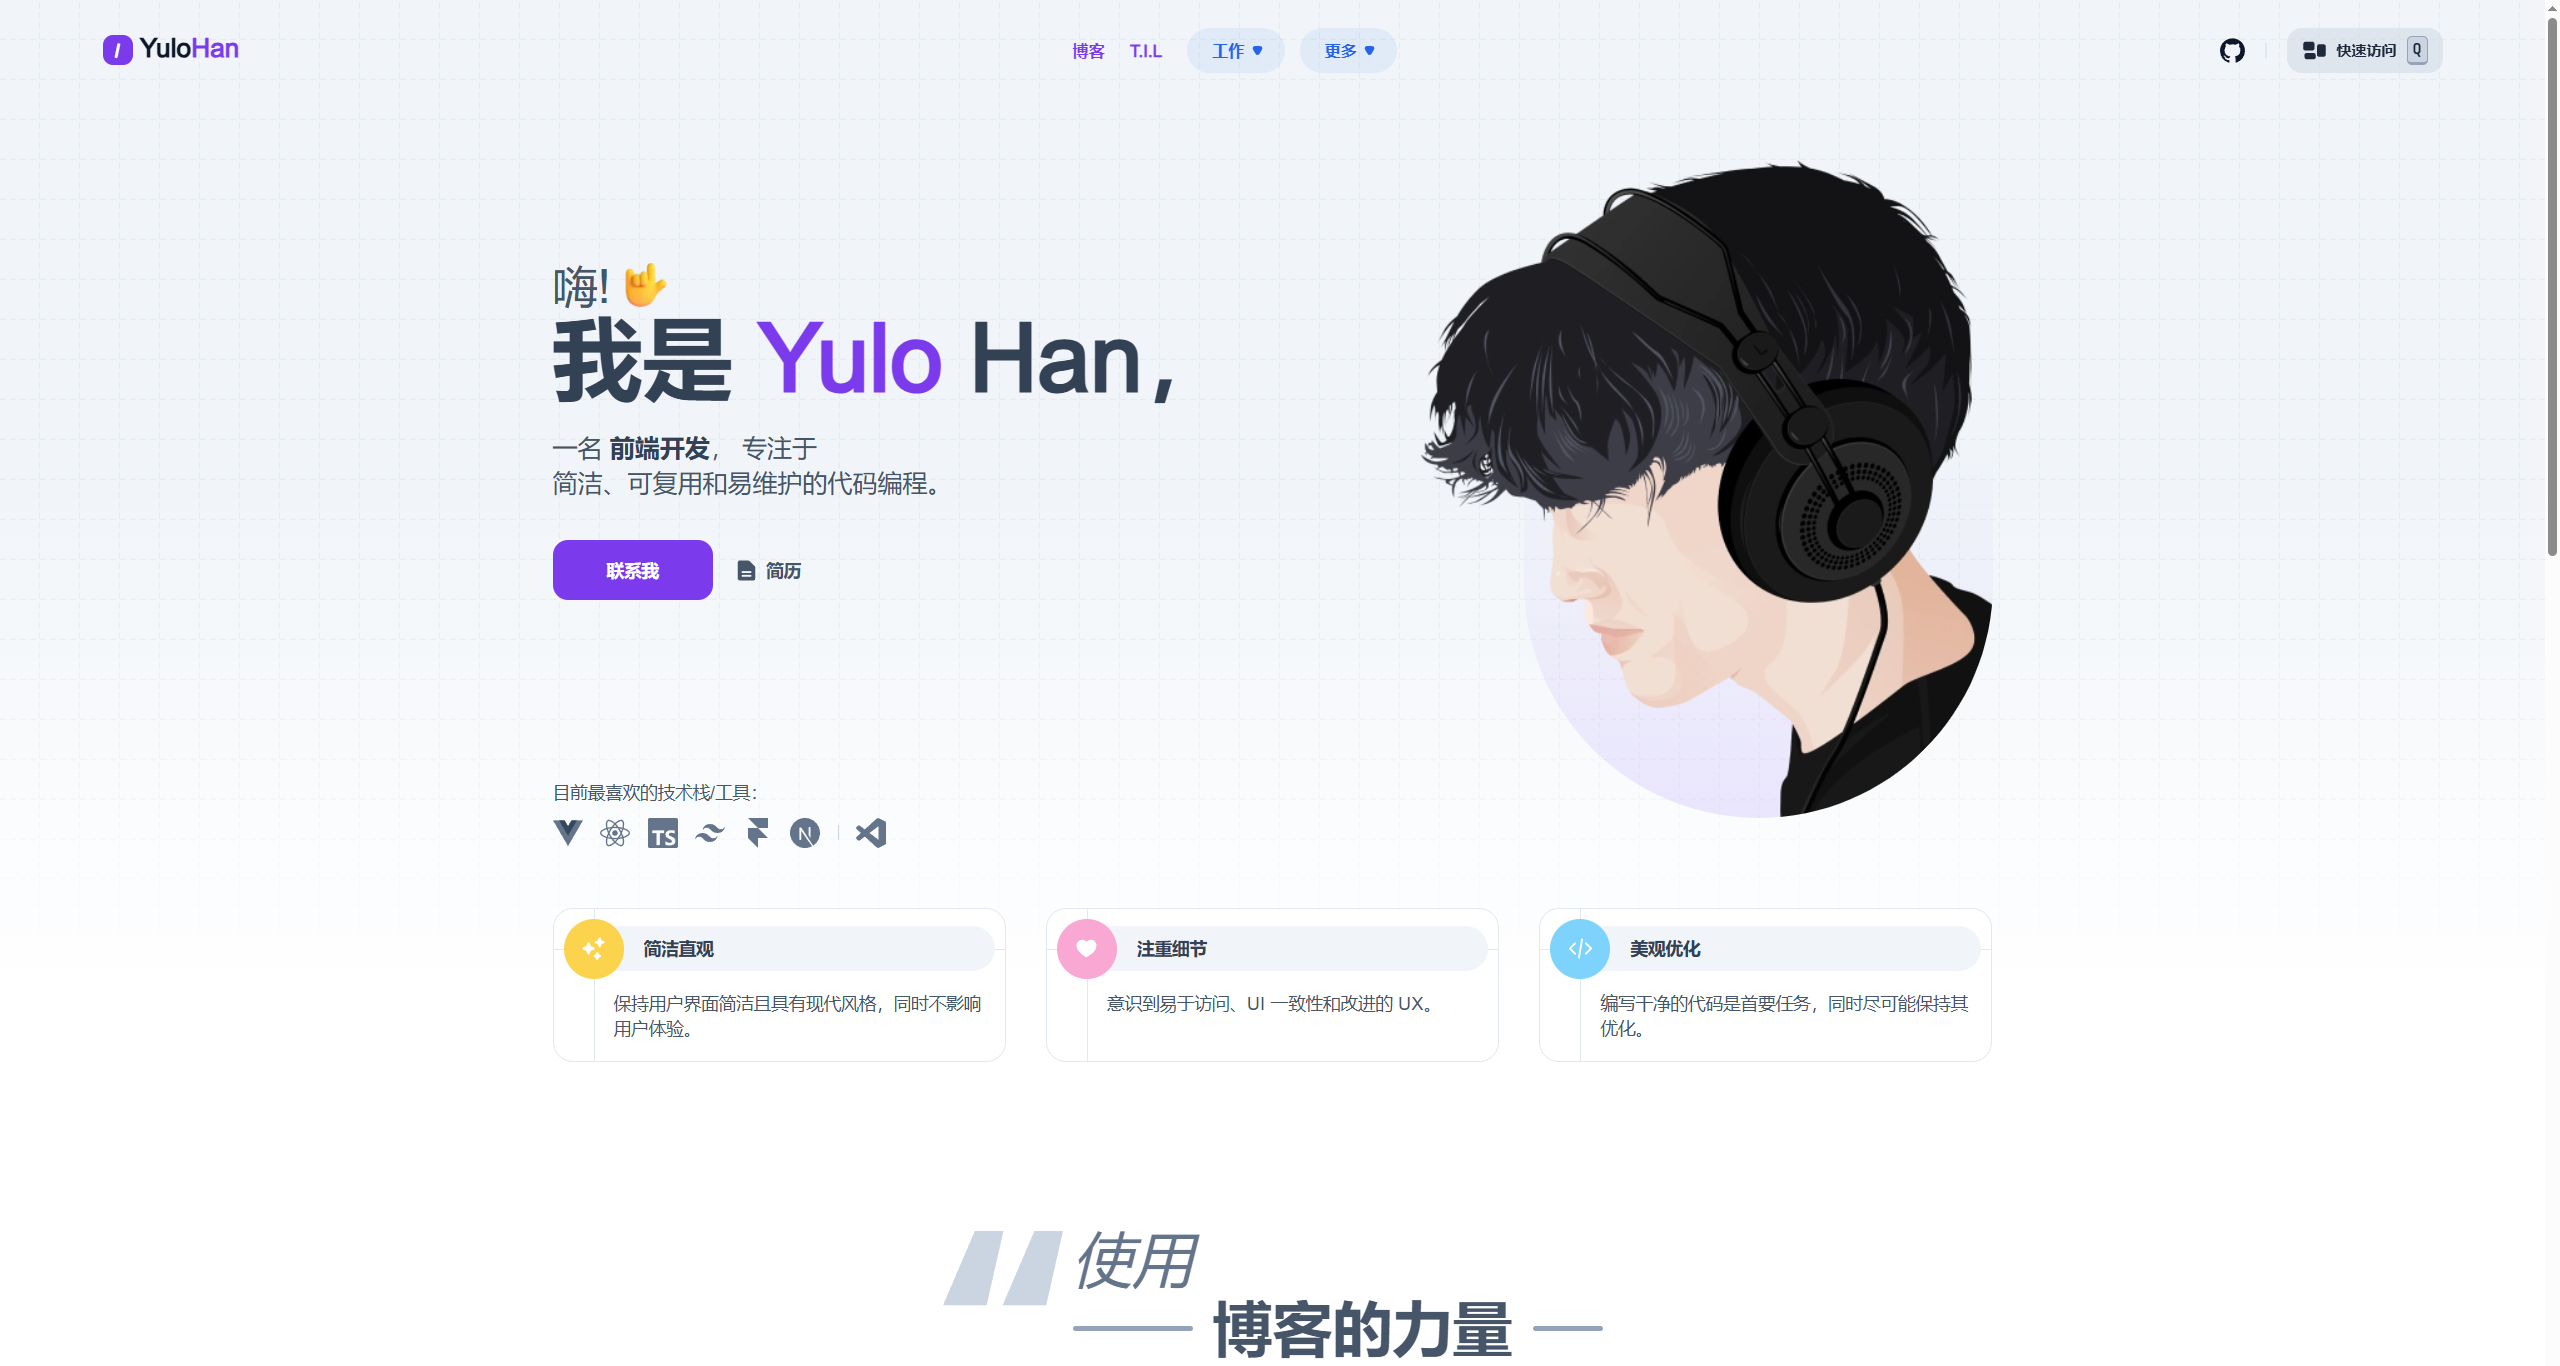 YuloHan
博客 T.I.L 工作 更多
快速访问 Q
嗨!
我是 Yulo Han，
一名 前端开发， 专注于
简洁、可复用和易维护的代码编程。
联系我
简历
目前最喜欢的技术栈/工具：
TS N
简洁直观
保持用户界面简洁且具有现代风格，同时不影响
用户体验。
注重细节
意识到易于访问、UI 一致性和改进的 UX。
美观优化
编写干净的代码是首要任务，同时尽可能保持其
优化。
使用
博客的力量